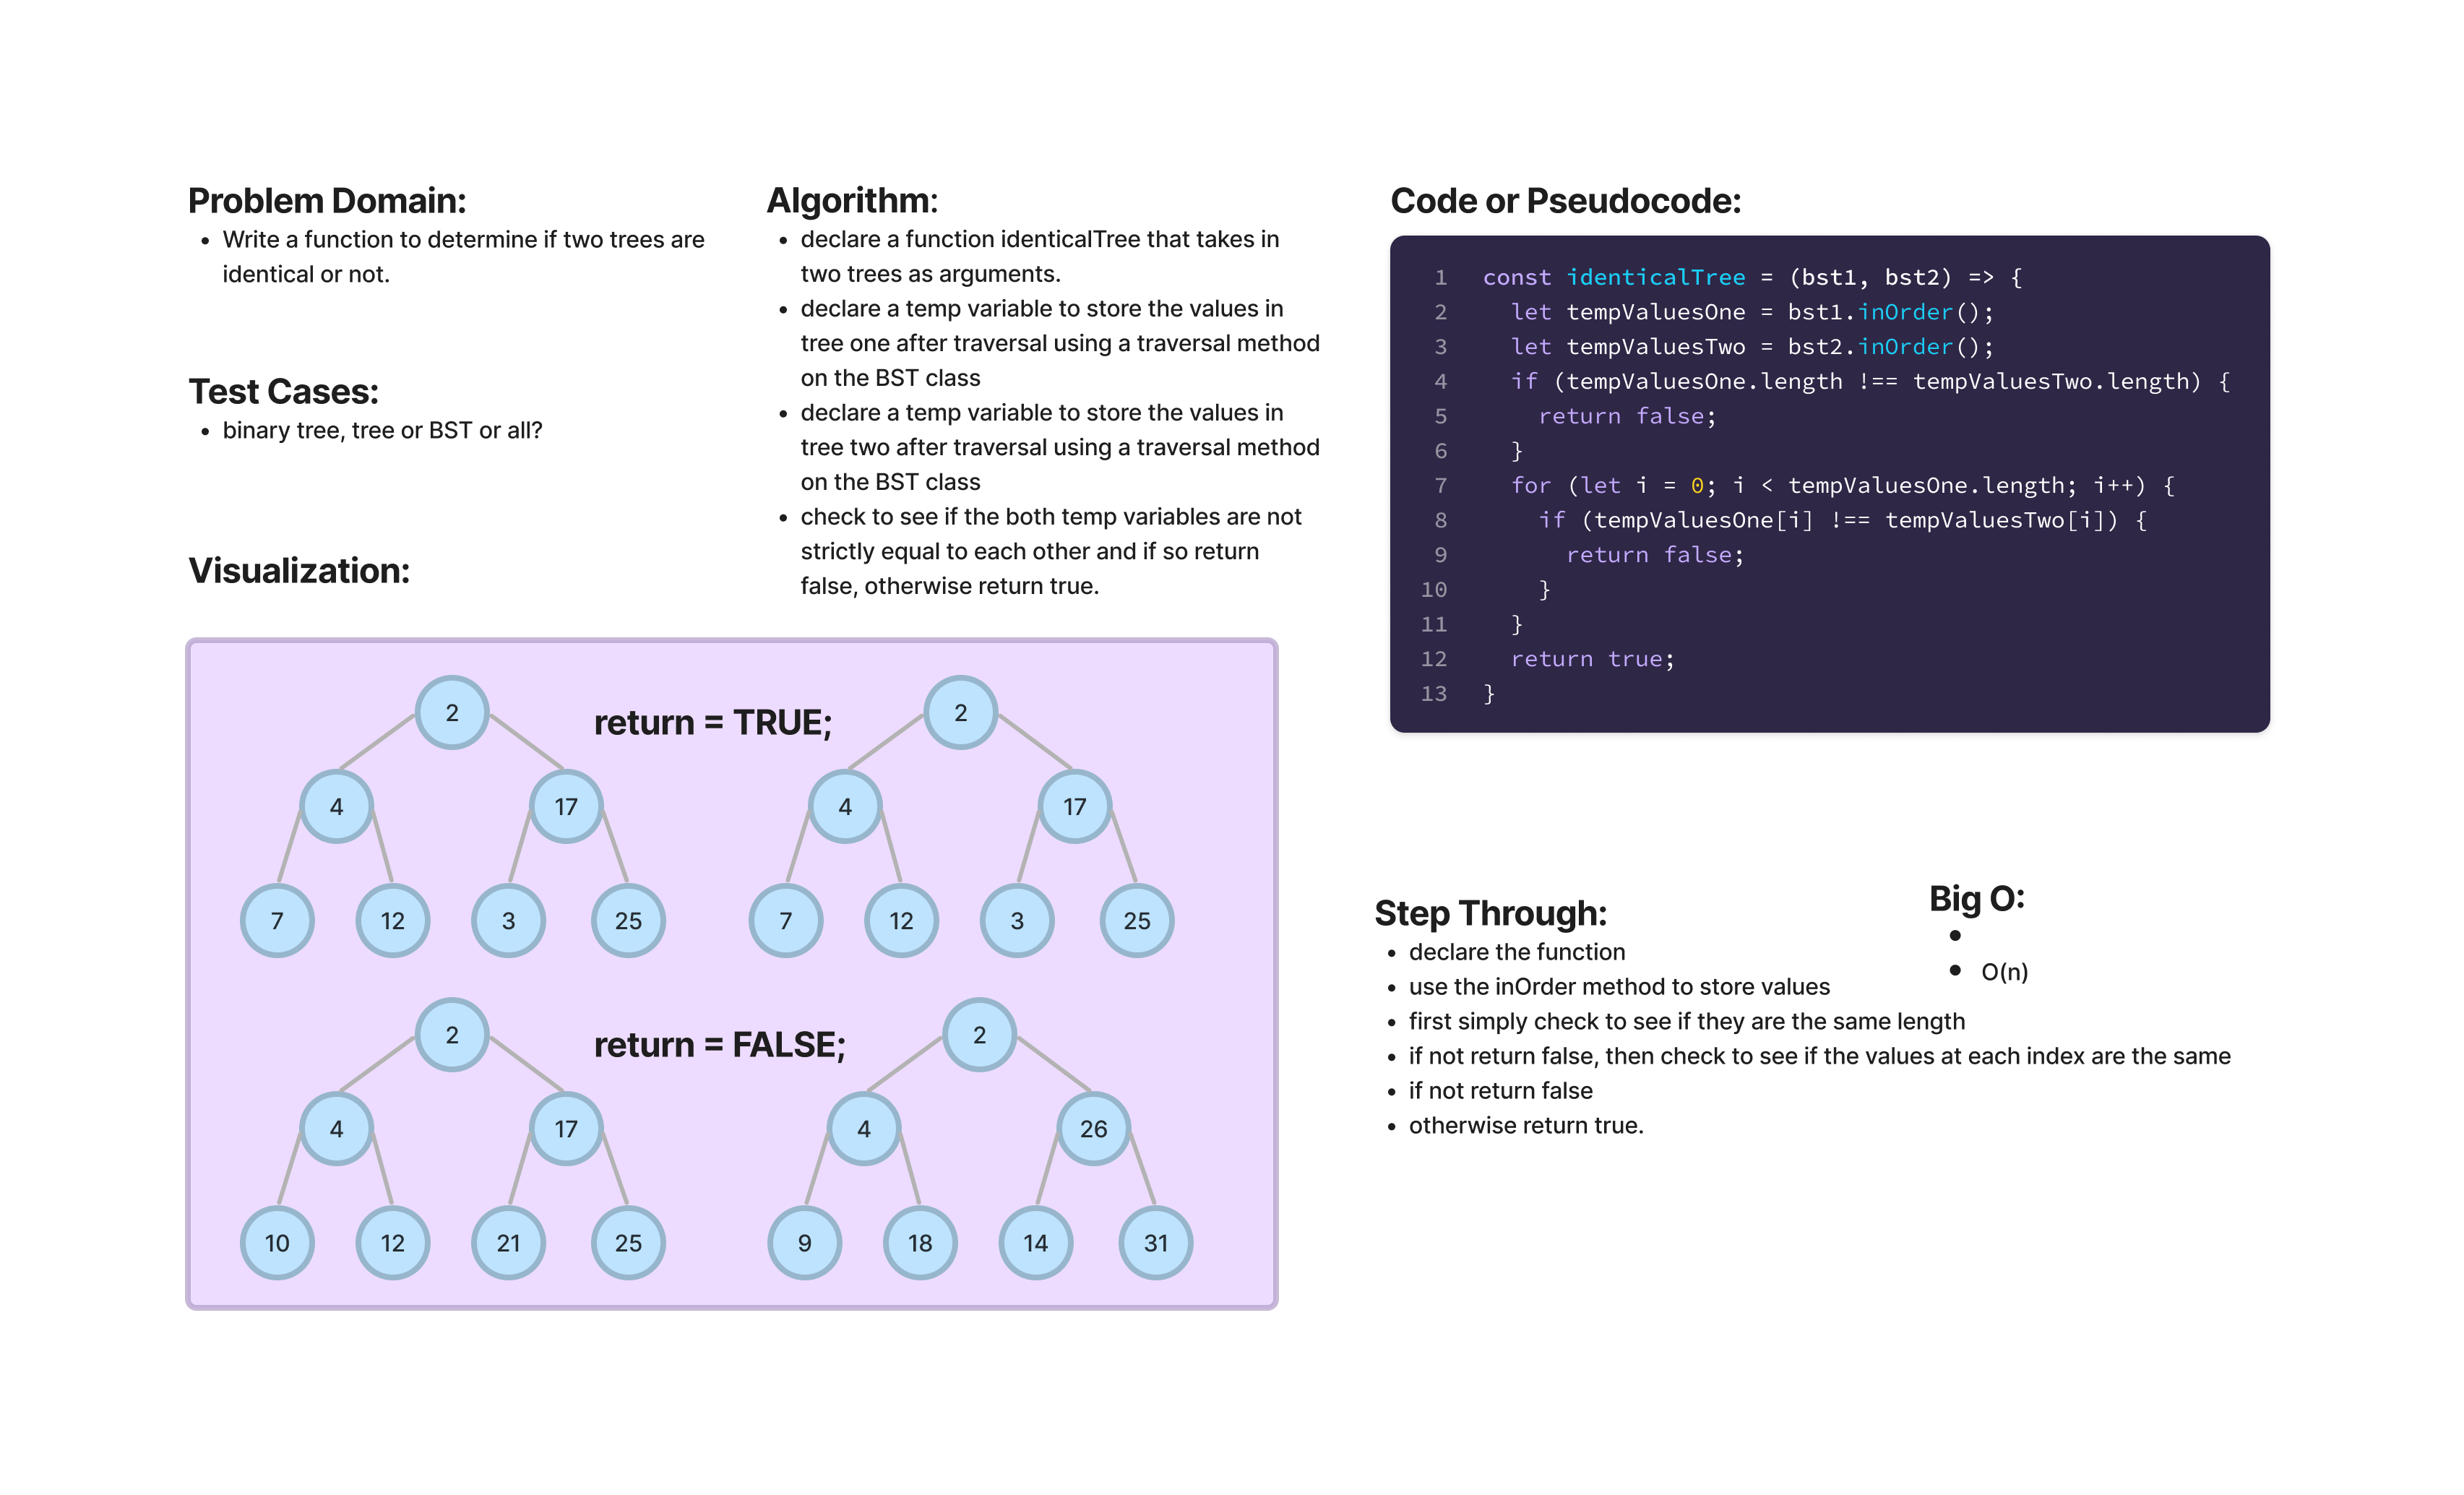 Problem Domain:
• Write a function to determine if two trees are
identical or not.
Test Cases:
• binary tree, tree or BST or all?
Visualization:
Algorithm:
• declare a function identicalTree that takes in
two trees as arguments.
• declare a temp variable to store the values in
tree one after traversal using a traversal method
on the BST class
• declare a temp variable to store the values in
tree two after traversal using a traversal method
on the BST class
• check to see if the both temp variables are not
strictly equal to each other and if so return
false, otherwise return true.
2 return = TRUE; 2
4 17 4 17
7 12 3 25 7 12 3 25
2 return = FALSE; 2
4 17 4 26
10 12 21 25 9 18 14 31
Code or Pseudocode:
1 const identicalTree = (bst1, bst2) => {
2   let tempValuesOne = bst1.inOrder();
3   let tempValuesTwo = bst2.inOrder();
4   if (tempValuesOne.length !== tempValuesTwo.length) {
5     return false;
6   }
7   for (let i = 0; i < tempValuesOne.length; i++) {
8     if (tempValuesOne[i] !== tempValuesTwo[i]) {
9       return false;
10     }
11   }
12   return true;
13 }
Step Through:
• declare the function
• use the inOrder method to store values
• first simply check to see if they are the same length
• if not return false, then check to see if the values at each index are the same
• if not return false
• otherwise return true.
Big O:
•
• O(n)